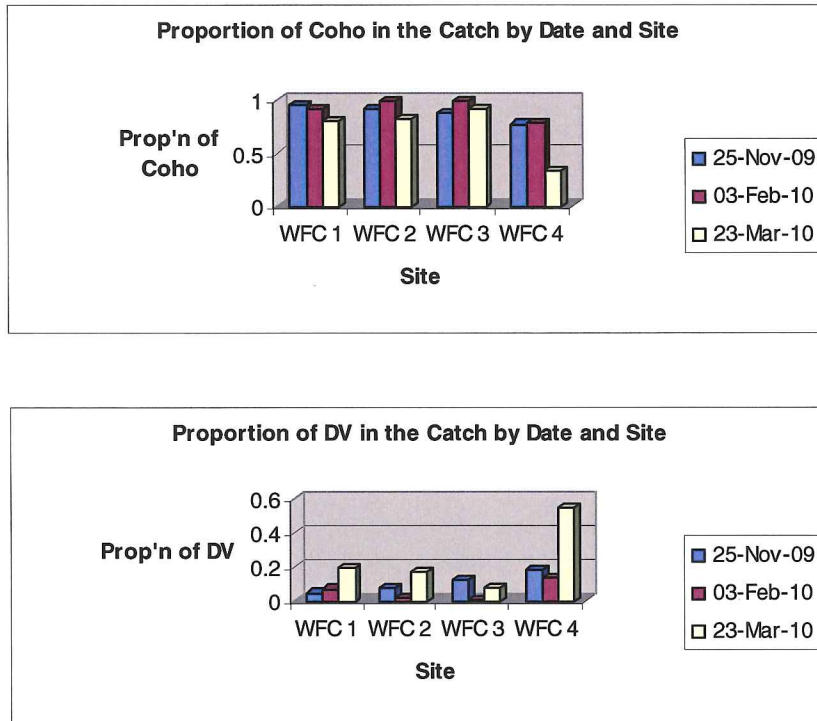 Proportion of Coho in the Catch by Date and Site
Prop'n of
Coho
1
0.5
0
WFC 1 WFC 2 WFC 3 WFC 4
Site
25-Nov-09
03-Feb-10
23-Mar-10
Proportion of DV in the Catch by Date and Site
Prop'n of DV
0.6
0.4
0.2
0
WFC 1 WFC 2 WFC 3 WFC 4
Site
25-Nov-09
03-Feb-10
23-Mar-10